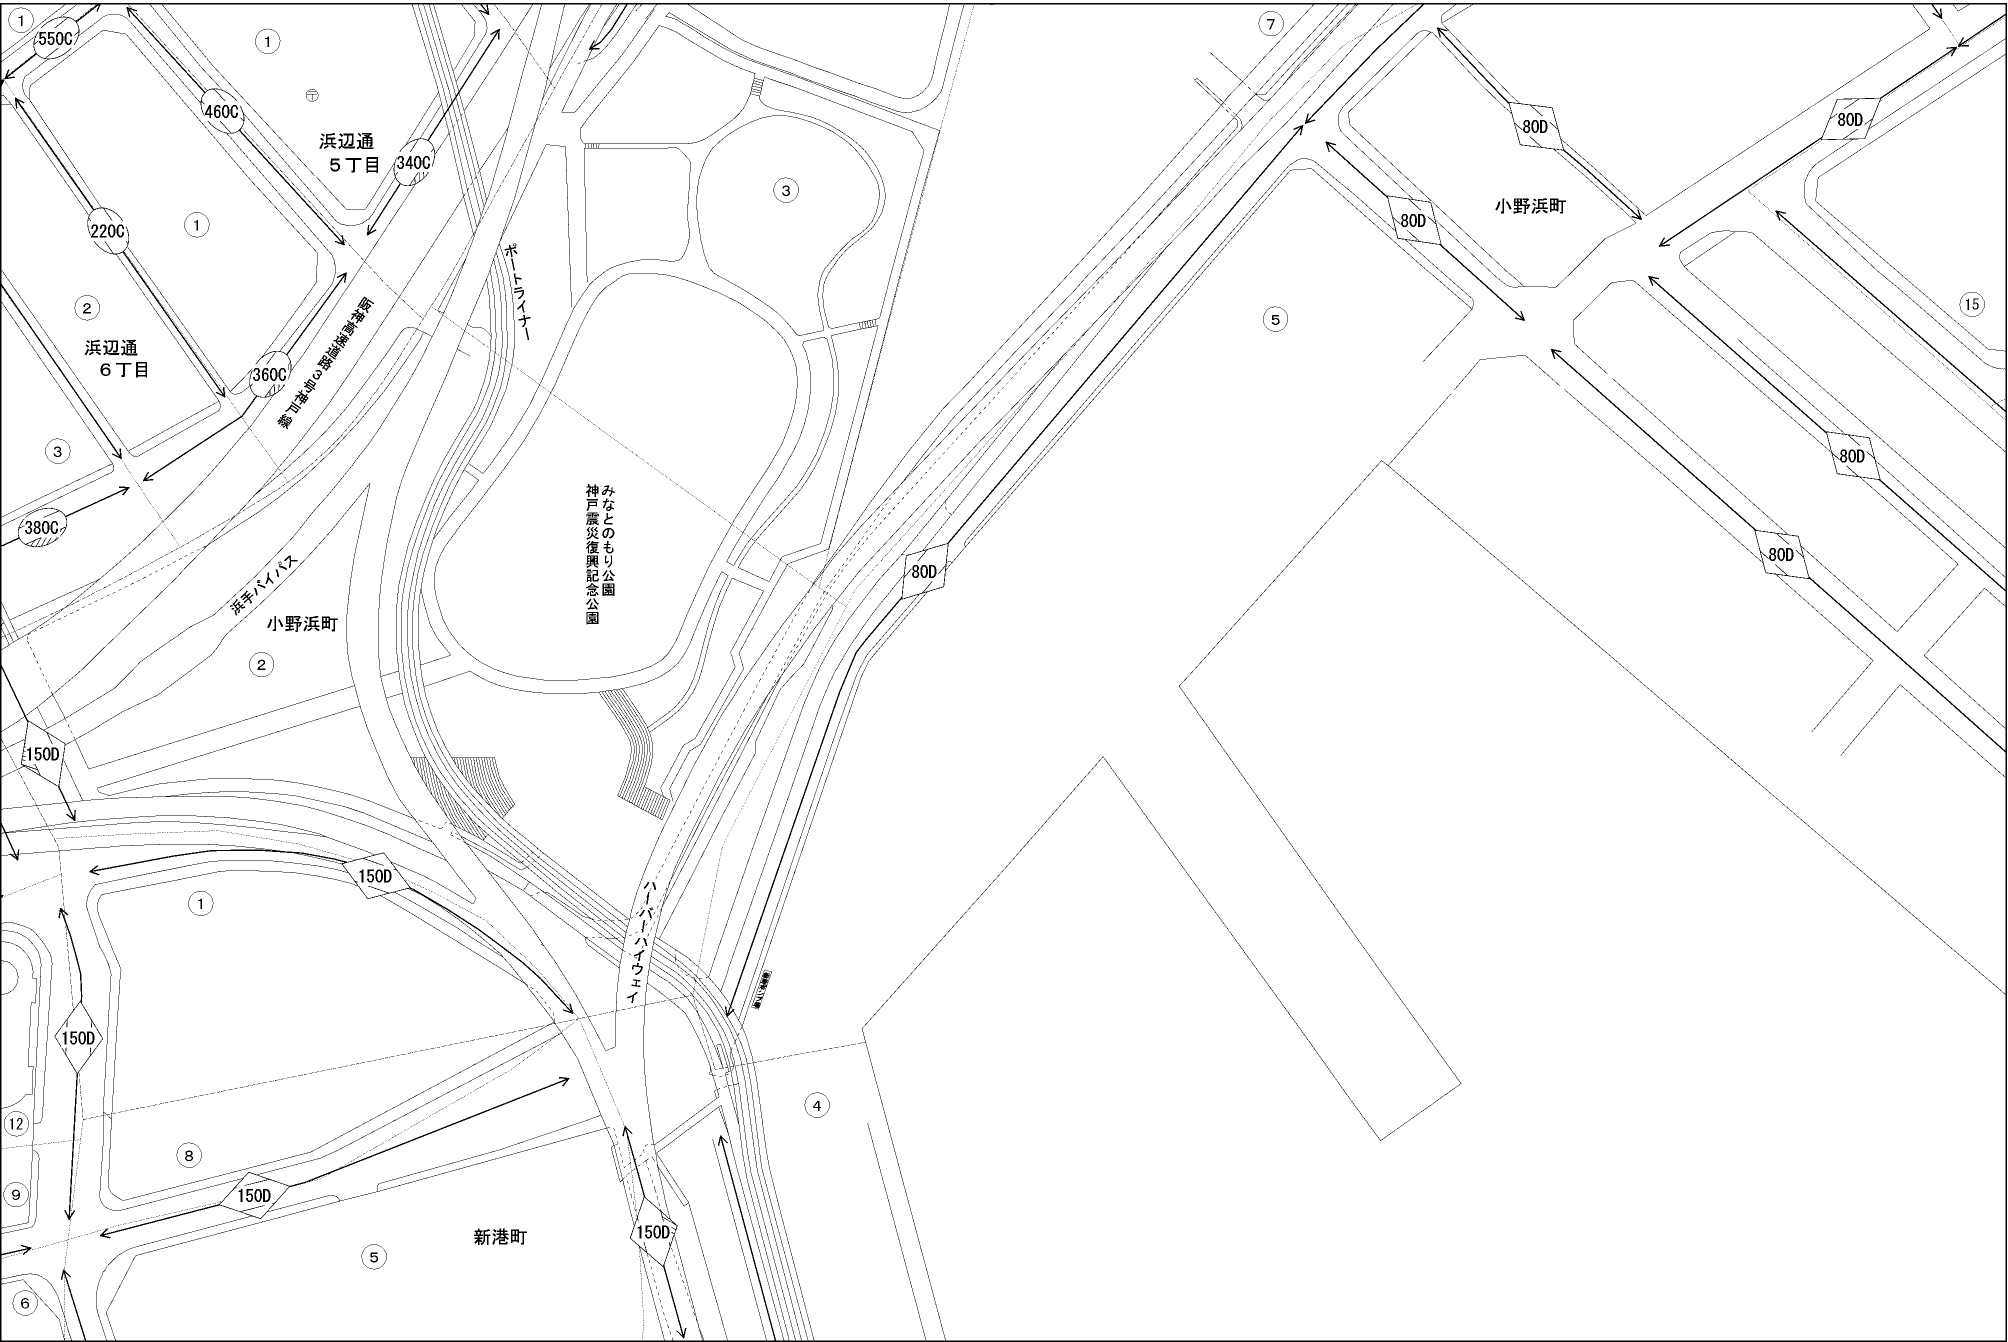 1
550C
1
7
460C
浜辺通
5丁目
340C
80D
80D
3
小野浜町
80D
220C
1
ポートライナー
2
浜辺通
6丁目
360C
阪神高速道路3号神戸線
5
15
3
380C
みなとのもり公園
神戸震災復興記念公園
80D
80D
80D
浜手バイパス
小野浜町
2
150D
150D
1
ハーバーハイウェイ
150D
4
12
8
9
150D
150D
新港町
5
6